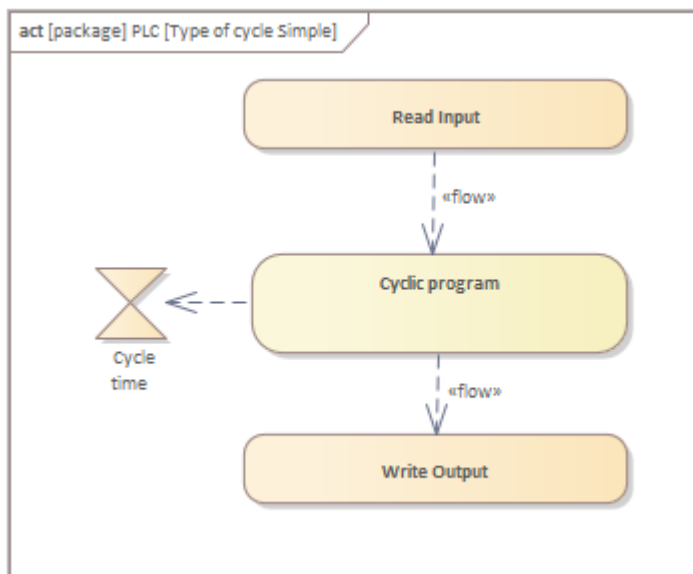 act [package] PLC [Type of cycle Simple]
Read Input
«flow»
Cyclic program
Cycle
time
«flow»
Write Output